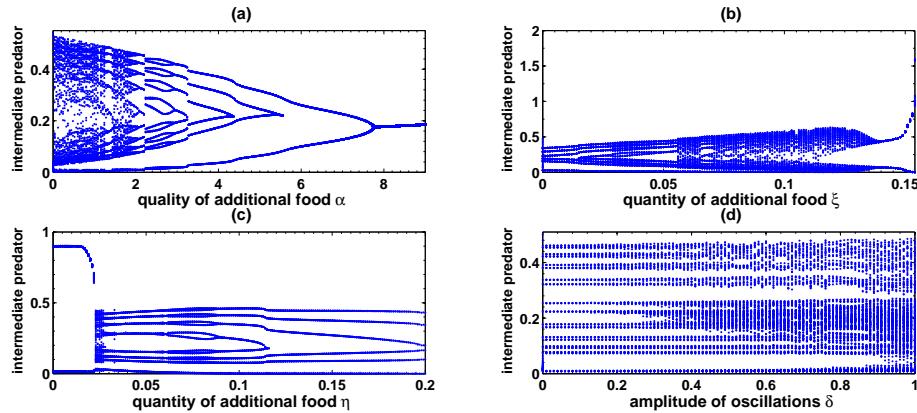 (a)
intermediate predator
0.4
0.2
0
0 2 4 6 8
quality of additional food α
(b)
intermediate predator
2
1.5
1
0.5
0
0 0.05 0.1 0.15
quantity of additional food ξ
(c)
intermediate predator
1
0.5
0
0 0.05 0.1 0.15 0.2
quantity of additional food η
(d)
intermediate predator
0.4
0.2
0
0 0.2 0.4 0.6 0.8 1
amplitude of oscillations δ